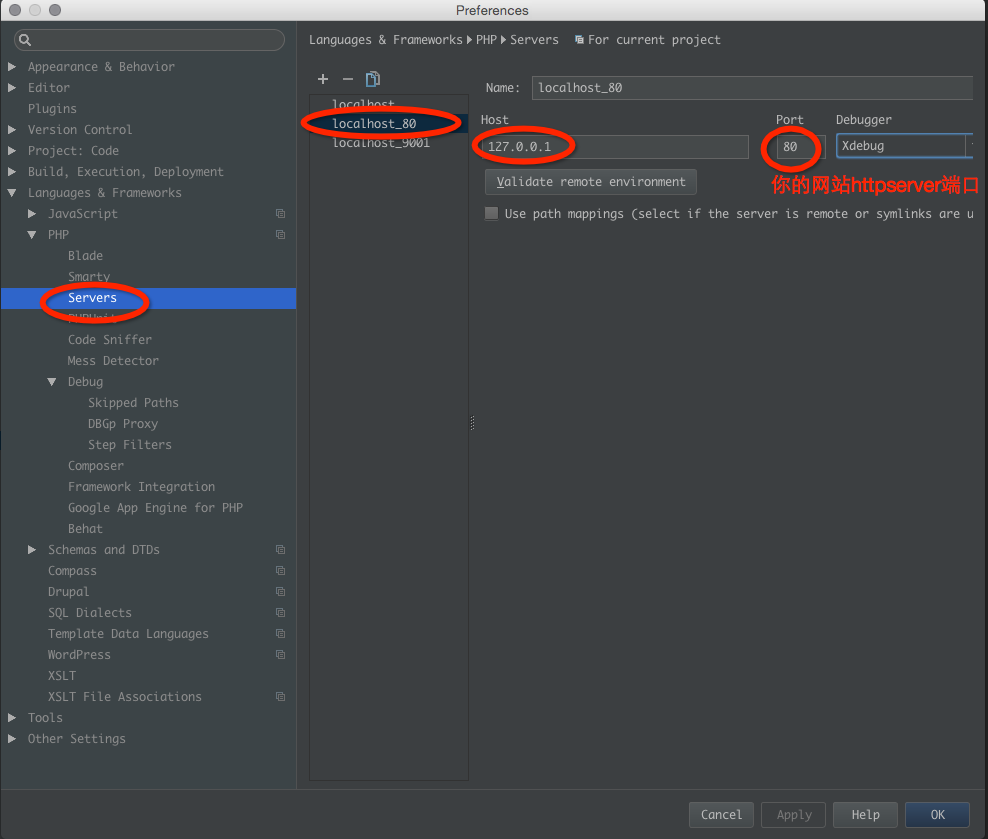 Preferences
Appearance & Behavior
Editor
Plugins
Version Control
Project: Code
Build, Execution, Deployment
Languages & Frameworks
JavaScript
PHP
Blade
Smarty
Servers
PHPUnit
Code Sniffer
Mess Detector
Debug
Skipped Paths
DBGp Proxy
Step Filters
Composer
Framework Integration
Google App Engine for PHP
Behat
Schemas and DTDs
Compass
Drupal
SQL Dialects
Template Data Languages
WordPress
XSLT
XSLT File Associations
Tools
Other Settings
Languages & Frameworks PHP Servers For current project
localhost
localhost_80
localhost_9001
Name: localhost_80
Host Port Debugger
127.0.0.1 80 Xdebug
Validate remote environment
你的网站httpserver端口
Use path mappings (select if the server is remote or symlinks are u
Cancel Apply Help OK